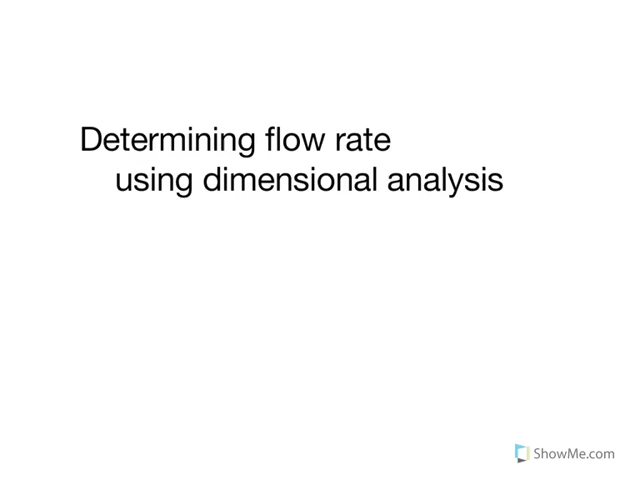 Determining flow rate
using dimensional analysis
ShowMe.com